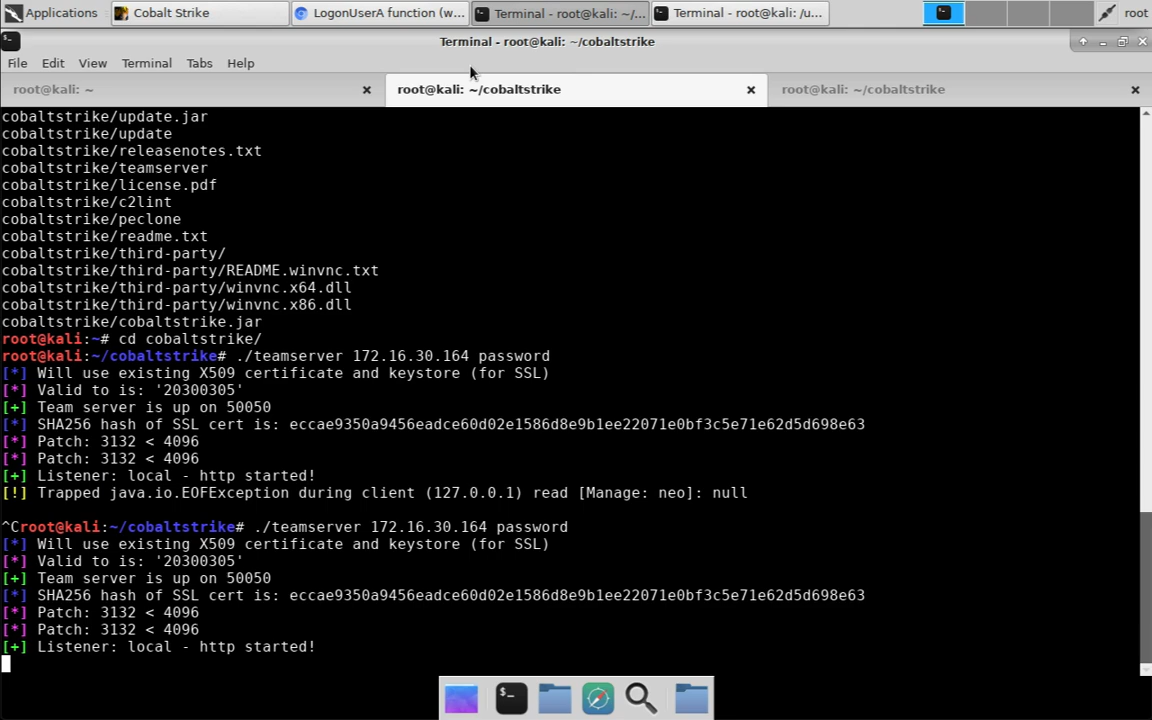 Applications
Cobalt Strike
LogonUserA function (w...
Terminal - root@kali: ~/...
Terminal - root@kali: /u...
root
Terminal - root@kali: ~/cobaltstrike
File Edit View Terminal Tabs Help
root@kali: ~
root@kali: ~/cobaltstrike
root@kali: ~/cobaltstrike
cobaltstrike/update.jar
cobaltstrike/update
cobaltstrike/releasenotes.txt
cobaltstrike/teamserver
cobaltstrike/license.pdf
cobaltstrike/c2lint
cobaltstrike/peclone
cobaltstrike/readme.txt
cobaltstrike/third-party/
cobaltstrike/third-party/README.winvnc.txt
cobaltstrike/third-party/winvnc.x64.dll
cobaltstrike/third-party/winvnc.x86.dll
cobaltstrike/cobaltstrike.jar
root@kali:~# cd cobaltstrike/
root@kali:~/cobaltstrike# ./teamserver 172.16.30.164 password
[*] Will use existing X509 certificate and keystore (for SSL)
[*] Valid to is: '20300305'
[+] Team server is up on 50050
[*] SHA256 hash of SSL cert is: eccae9350a9456eadce60d02e1586d8e9b1ee22071e0bf3c5e71e62d5d698e63
[*] Patch: 3132 < 4096
[*] Patch: 3132 < 4096
[+] Listener: local - http started!
[!] Trapped java.io.EOFException during client (127.0.0.1) read [Manage: neo]: null
^Croot@kali:~/cobaltstrike# ./teamserver 172.16.30.164 password
[*] Will use existing X509 certificate and keystore (for SSL)
[*] Valid to is: '20300305'
[+] Team server is up on 50050
[*] SHA256 hash of SSL cert is: eccae9350a9456eadce60d02e1586d8e9b1ee22071e0bf3c5e71e62d5d698e63
[*] Patch: 3132 < 4096
[*] Patch: 3132 < 4096
[+] Listener: local - http started!